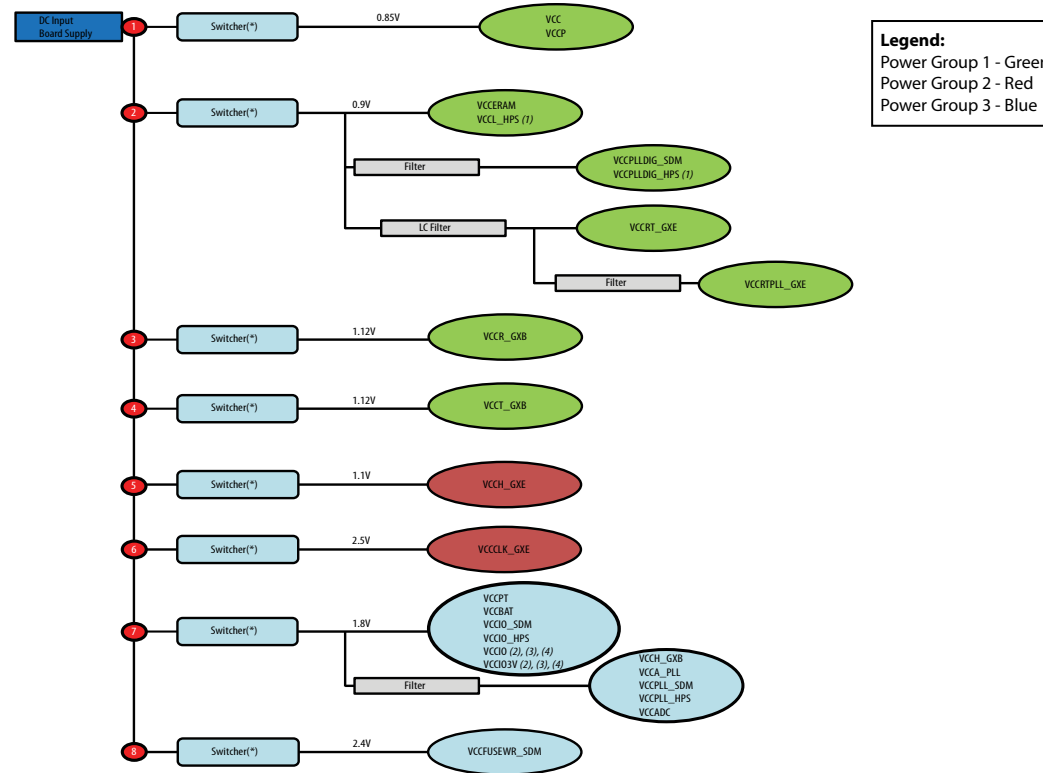 DC Input
Board Supply
1
Switcher(*)
0.85V
VCC
VCCP
Legend:
Power Group 1 - Green
Power Group 2 - Red
Power Group 3 - Blue
2
Switcher(*)
0.9V
VCCERAM
VCCL_HPS (1)
Filter
VCCPLLDIG_SDM
VCCPLLDIG_HPS (1)
LC Filter
VCCRT_GXE
Filter
VCCRTPLL_GXE
3
Switcher(*)
1.12V
VCCR_GXB
4
Switcher(*)
1.12V
VCCT_GXB
5
Switcher(*)
1.1V
VCCH_GXE
6
Switcher(*)
2.5V
VCCCLK_GXE
7
Switcher(*)
1.8V
VCCPT
VCCBAT
VCCIO_SDM
VCCIO_HPS
VCCIO (2), (3), (4)
VCCIO3V (2), (3), (4)
Filter
VCCH_GXB
VCCA_PLL
VCCPLL_SDM
VCCPLL_HPS
VCCADC
8
Switcher(*)
2.4V
VCCFUSEWR_SDM